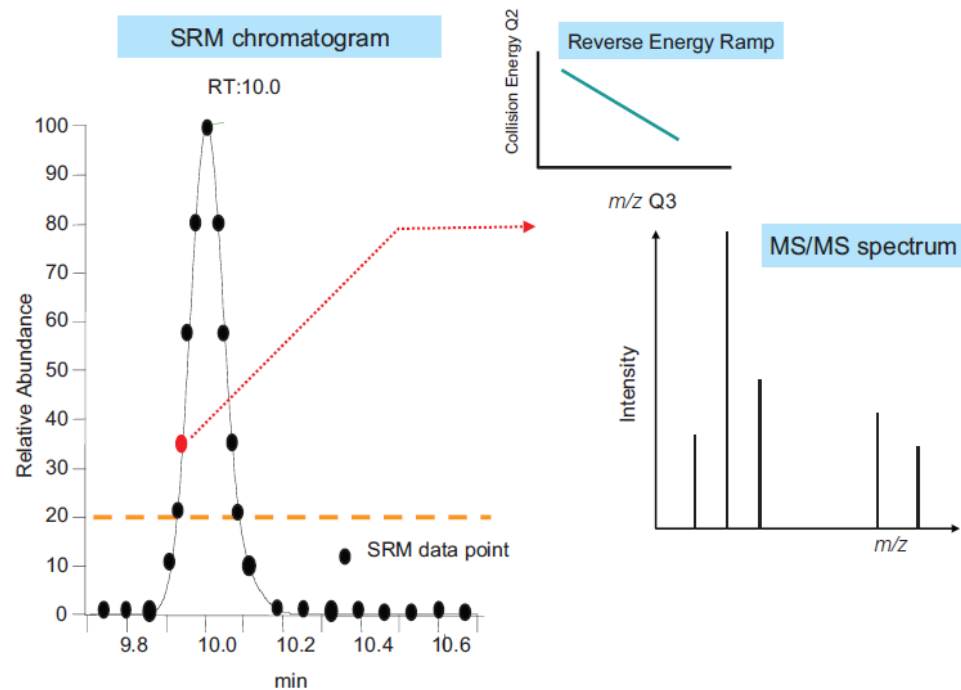 SRM chromatogram
RT:10.0
Relative Abundance
100
90
80
70
60
50
40
30
20
10
0
9.8 10.0 10.2 10.4 10.6
min
SRM data point
Reverse Energy Ramp
Collision Energy Q2
m/z Q3
MS/MS spectrum
Intensity
m/z